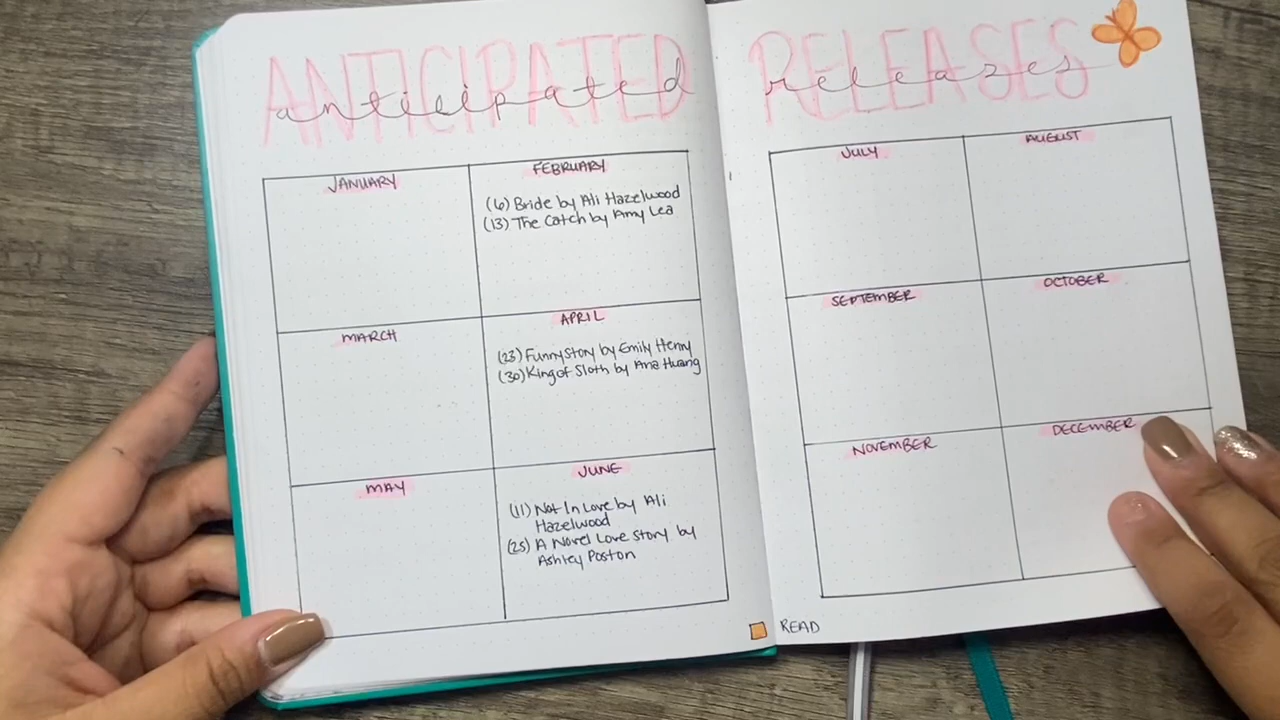 ANTICIPATED RELEASES
anticipated releases
JANUARY
FEBRUARY
(6) Bride by Ali Hazelwood
(13) The Catch by Amy Lea
MARCH
APRIL
(23) Funny Story by Emily Henry
(30) King of Sloth by Ana Huang
MAY
JUNE
(11) Not In Love by Ali
Hazelwood
(25) A Novel Love Story by
Ashley Poston
JULY
AUGUST
SEPTEMBER
OCTOBER
NOVEMBER
DECEMBER
READ